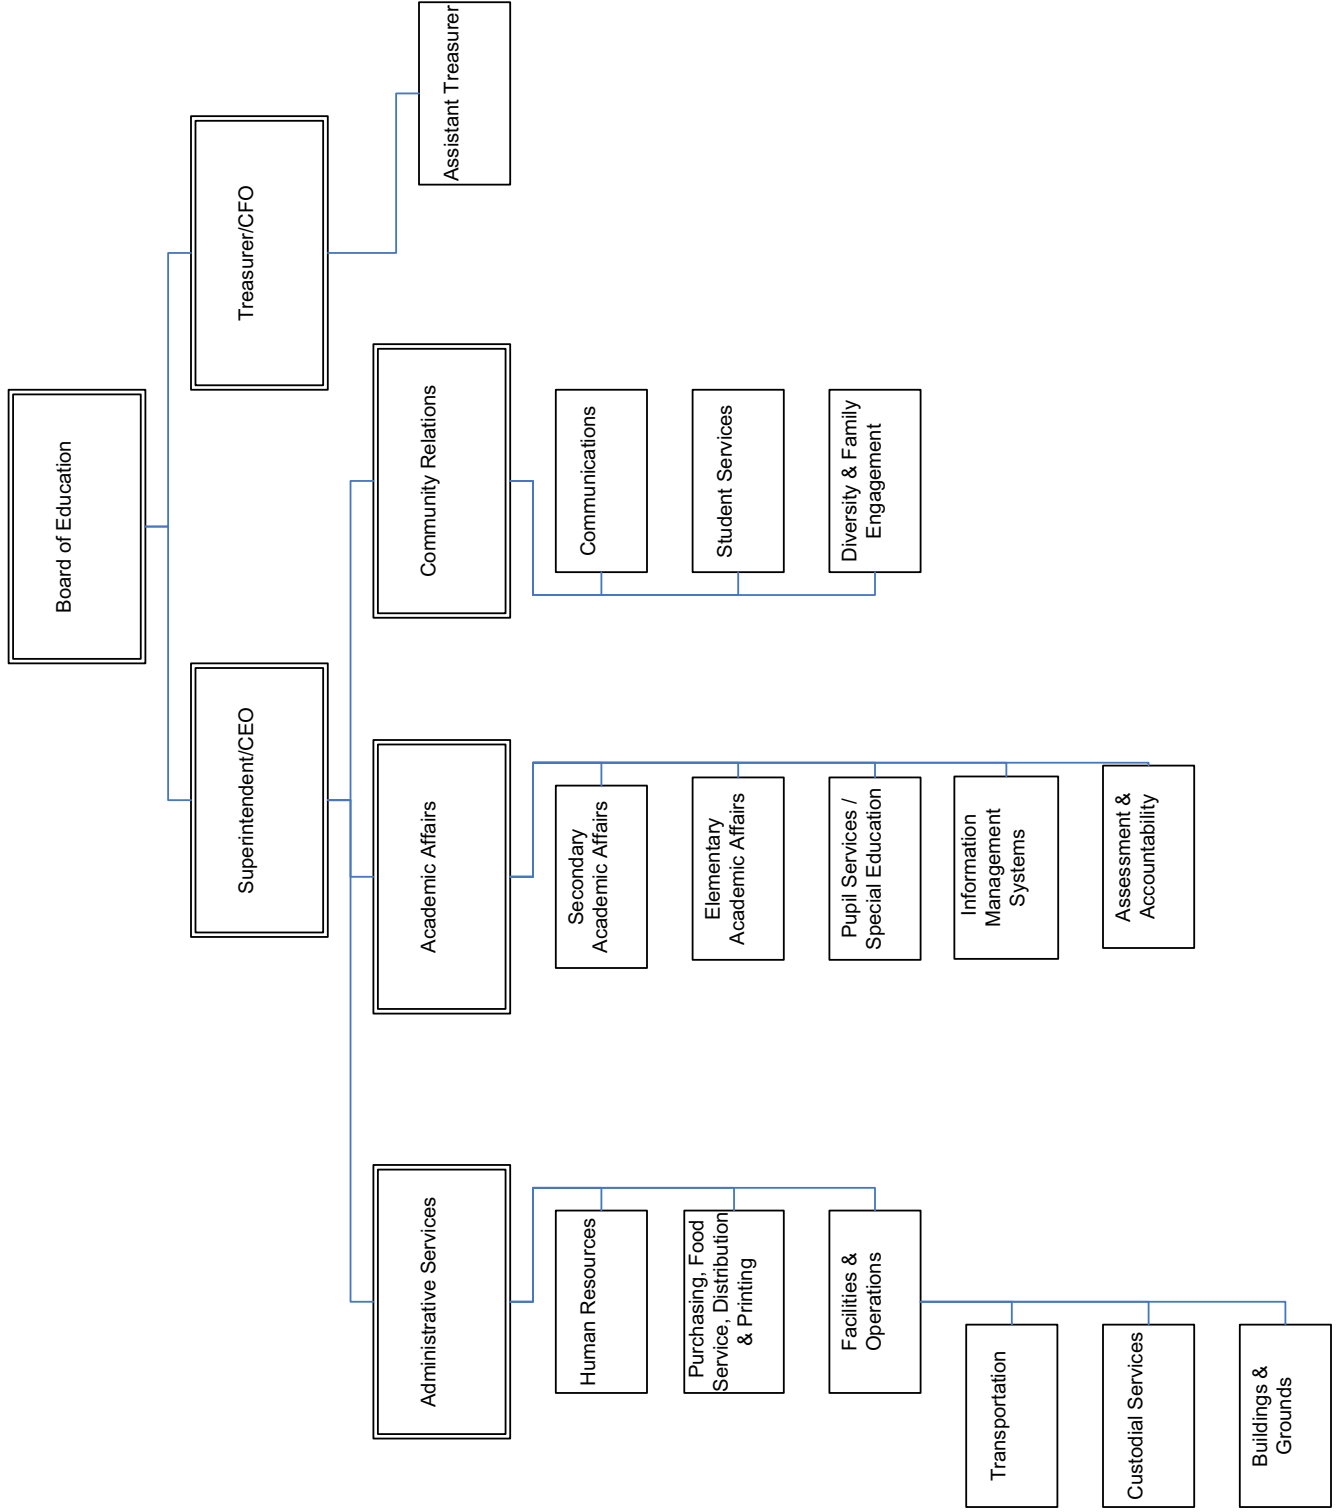 Board of Education
Superintendent/CEO
Treasurer/CFO
Administrative Services
Academic Affairs
Community Relations
Assistant Treasurer
Human Resources
Purchasing, Food
Service, Distribution
& Printing
Facilities &
Operations
Transportation
Custodial Services
Buildings &
Grounds
Secondary
Academic Affairs
Elementary
Academic Affairs
Pupil Services /
Special Education
Information
Management
Systems
Assessment &
Accountability
Communications
Student Services
Diversity & Family
Engagement